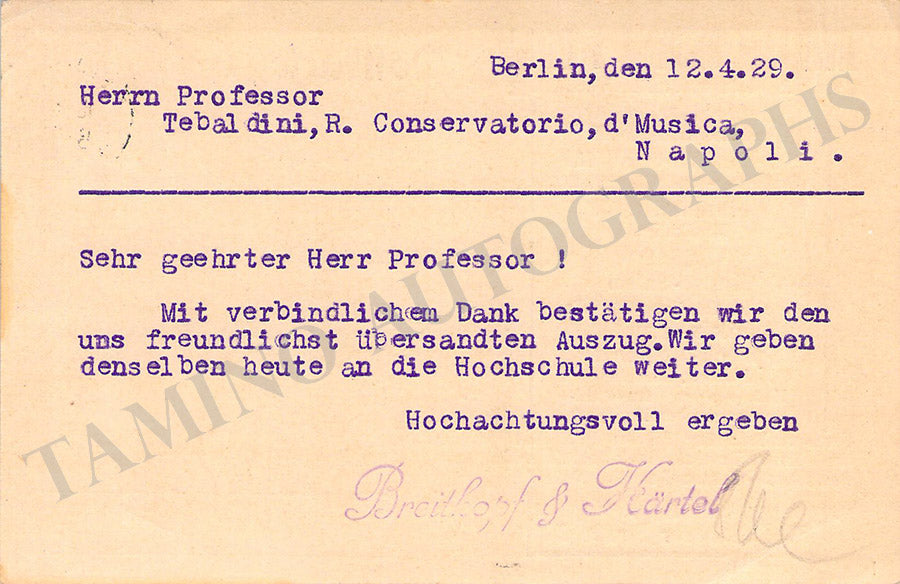 Berlin, den 12.4.29.
Herrn Professor
Tebaldini, R. Conservatorio, d'Musica,
N a p o l i .
Sehr geehrter Herr Professor !
Mit verbindlichem Dank bestätigen wir den
uns freundlichst übersandten Auszug. Wir geben
denselben heute an die Hochschule weiter.
Hochachtungsvoll ergeben
Breitkopf & Härtel
TAMINO AUTOGRAPHS